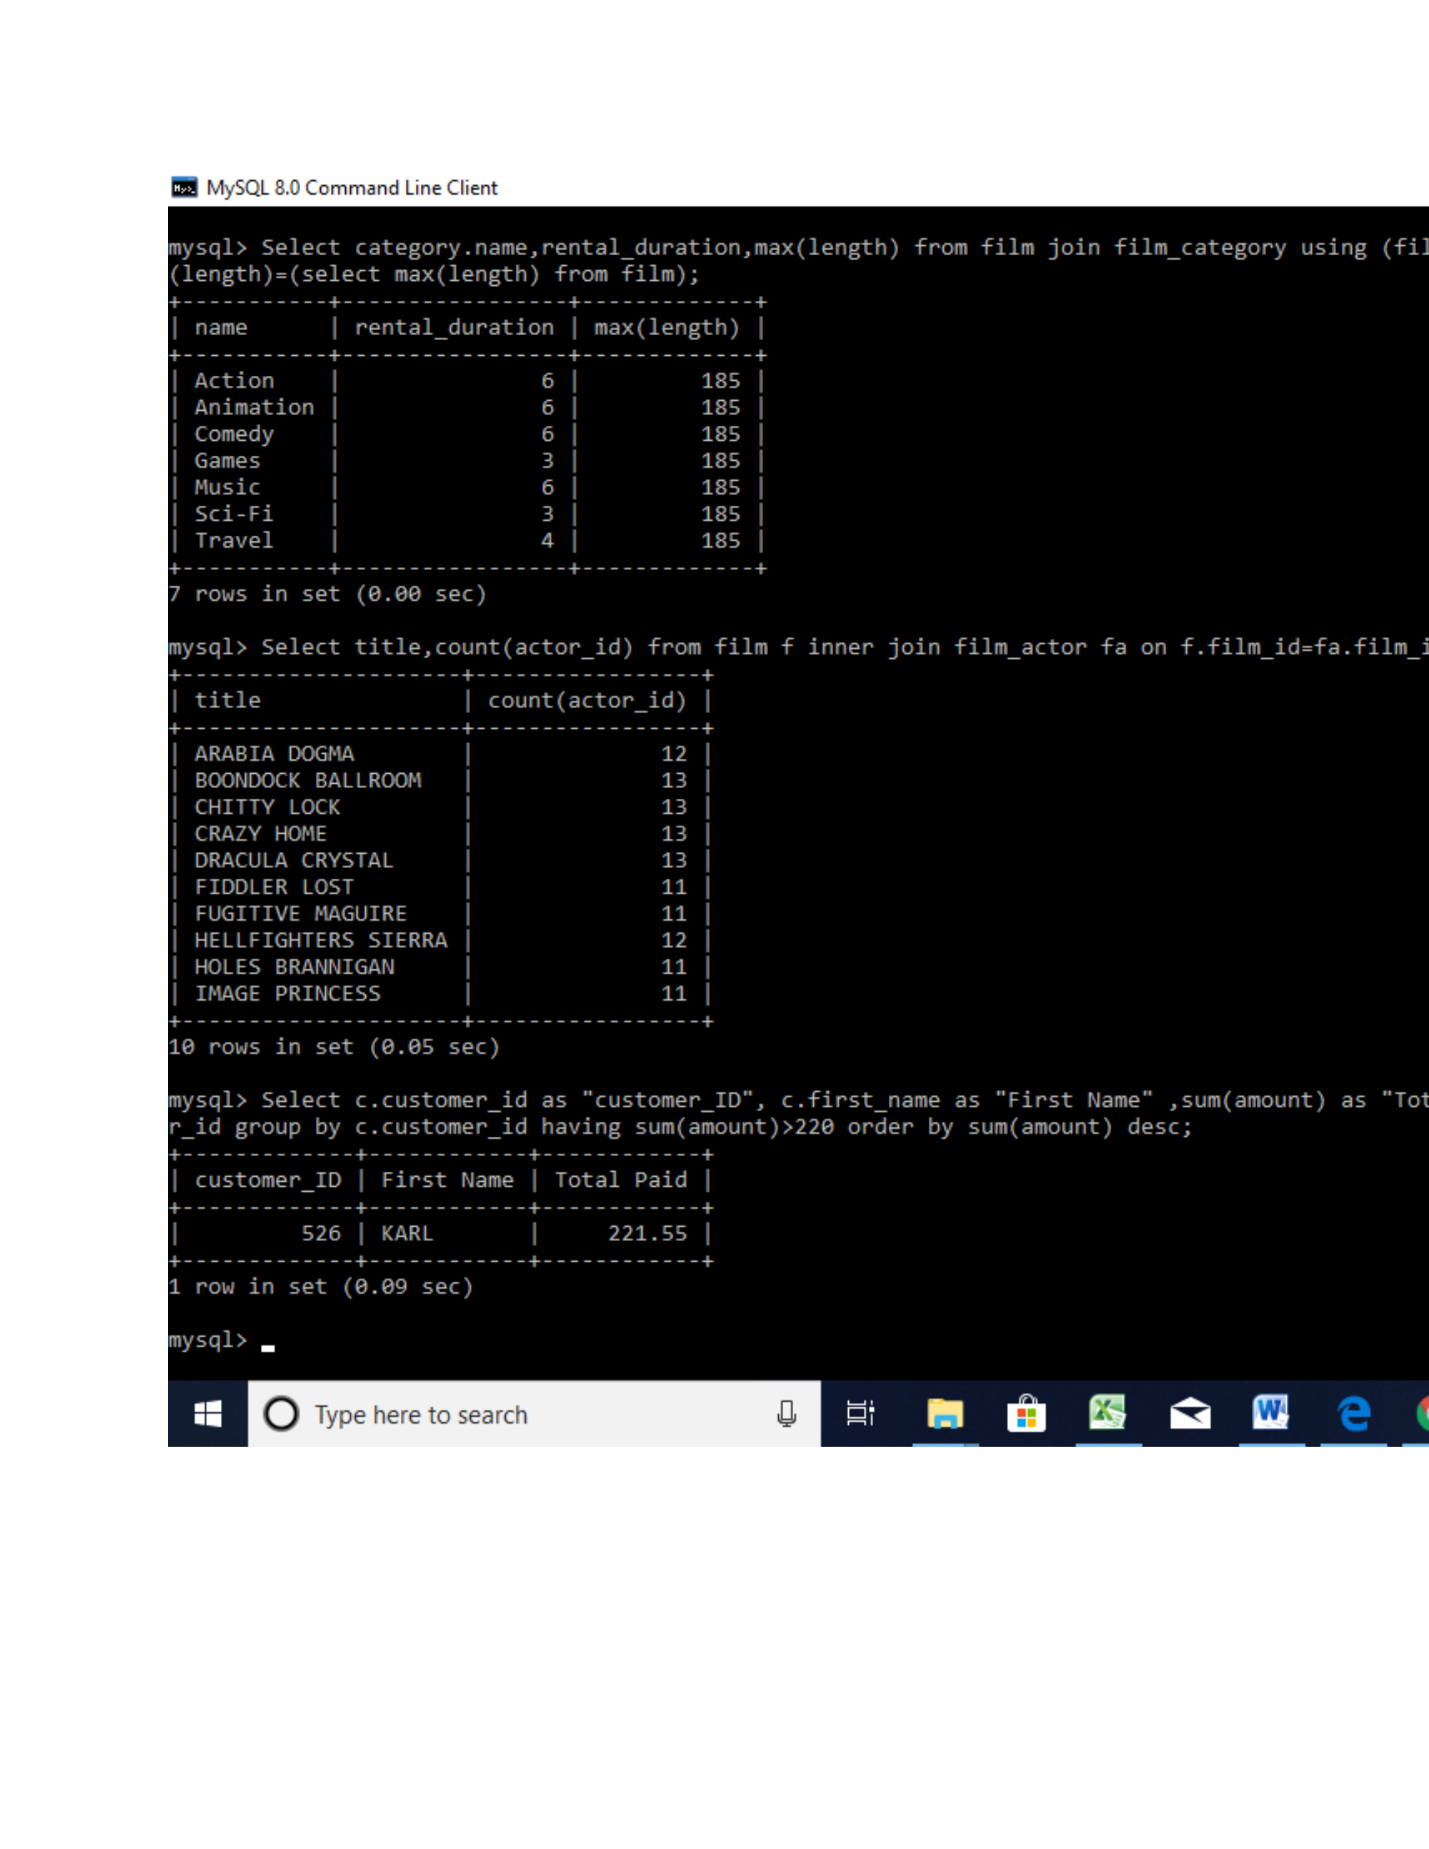 MySQL 8.0 Command Line Client
mysql> Select category.name,rental_duration,max(length) from film join film_category using (fil
(length)=(select max(length) from film);
+-----------+-----------------+-------------+
| name      | rental_duration | max(length) |
+-----------+-----------------+-------------+
| Action    |               6 |         185 |
| Animation |               6 |         185 |
| Comedy    |               6 |         185 |
| Games     |               3 |         185 |
| Music     |               6 |         185 |
| Sci-Fi    |               3 |         185 |
| Travel    |               4 |         185 |
+-----------+-----------------+-------------+
7 rows in set (0.00 sec)
mysql> Select title,count(actor_id) from film f inner join film_actor fa on f.film_id=fa.film_i
+---------------------+-----------------+
| title               | count(actor_id) |
+---------------------+-----------------+
| ARABIA DOGMA        |              12 |
| BOONDOCK BALLROOM   |              13 |
| CHITTY LOCK         |              13 |
| CRAZY HOME          |              13 |
| DRACULA CRYSTAL     |              13 |
| FIDDLER LOST        |              11 |
| FUGITIVE MAGUIRE    |              11 |
| HELLFIGHTERS SIERRA |              12 |
| HOLES BRANNIGAN     |              11 |
| IMAGE PRINCESS      |              11 |
+---------------------+-----------------+
10 rows in set (0.05 sec)
mysql> Select c.customer_id as "customer_ID", c.first_name as "First Name" ,sum(amount) as "Tot
r_id group by c.customer_id having sum(amount)>220 order by sum(amount) desc;
+-------------+------------+------------+
| customer_ID | First Name | Total Paid |
+-------------+------------+------------+
|         526 | KARL       |     221.55 |
+-------------+------------+------------+
1 row in set (0.09 sec)
mysql>
Type here to search